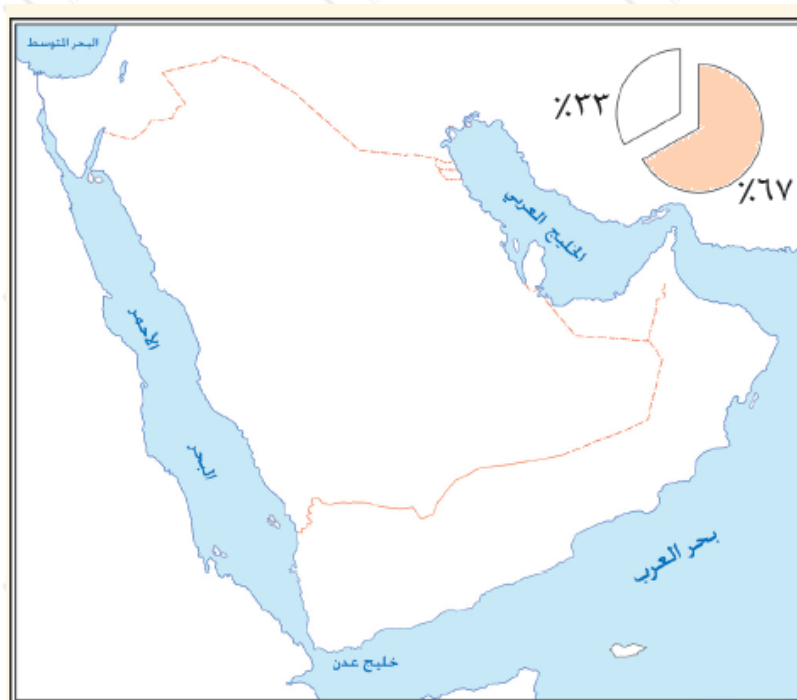 البحر المتوسط
٪٣٣
٪٦٧
الخليج العربي
الأحمر
البحر
بحر العرب
خليج عدن